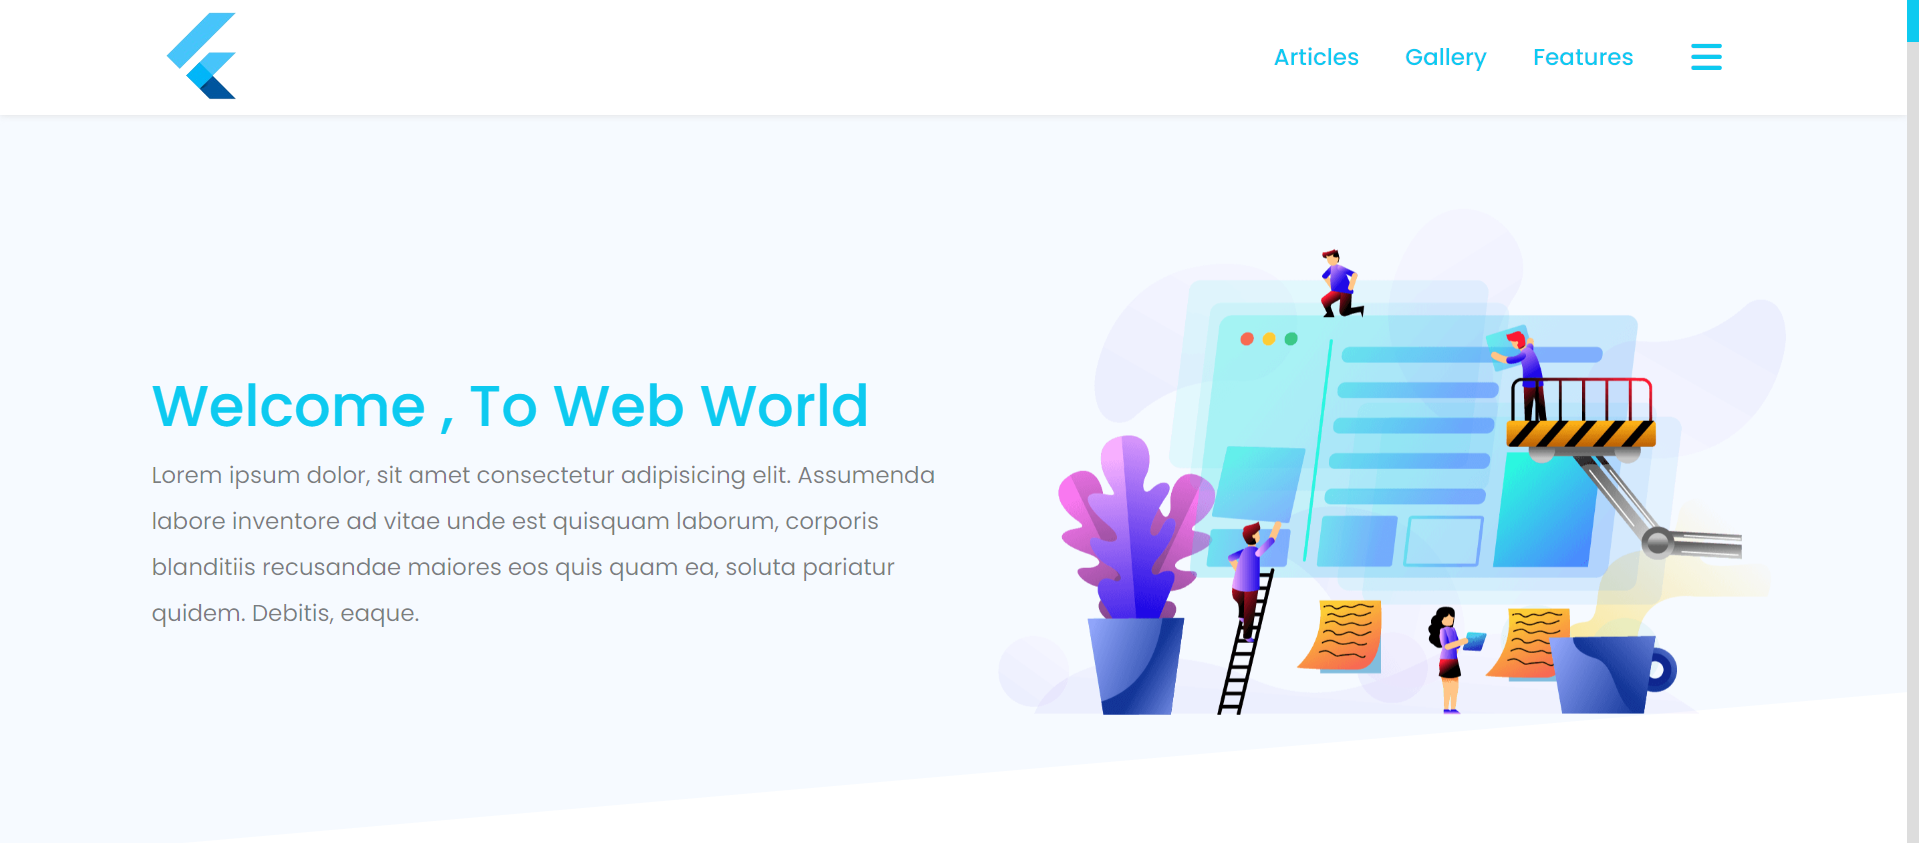 Articles Gallery Features
Welcome , To Web World
Lorem ipsum dolor, sit amet consectetur adipisicing elit. Assumenda
labore inventore ad vitae unde est quisquam laborum, corporis
blanditiis recusandae maiores eos quis quam ea, soluta pariatur
quidem. Debitis, eaque.